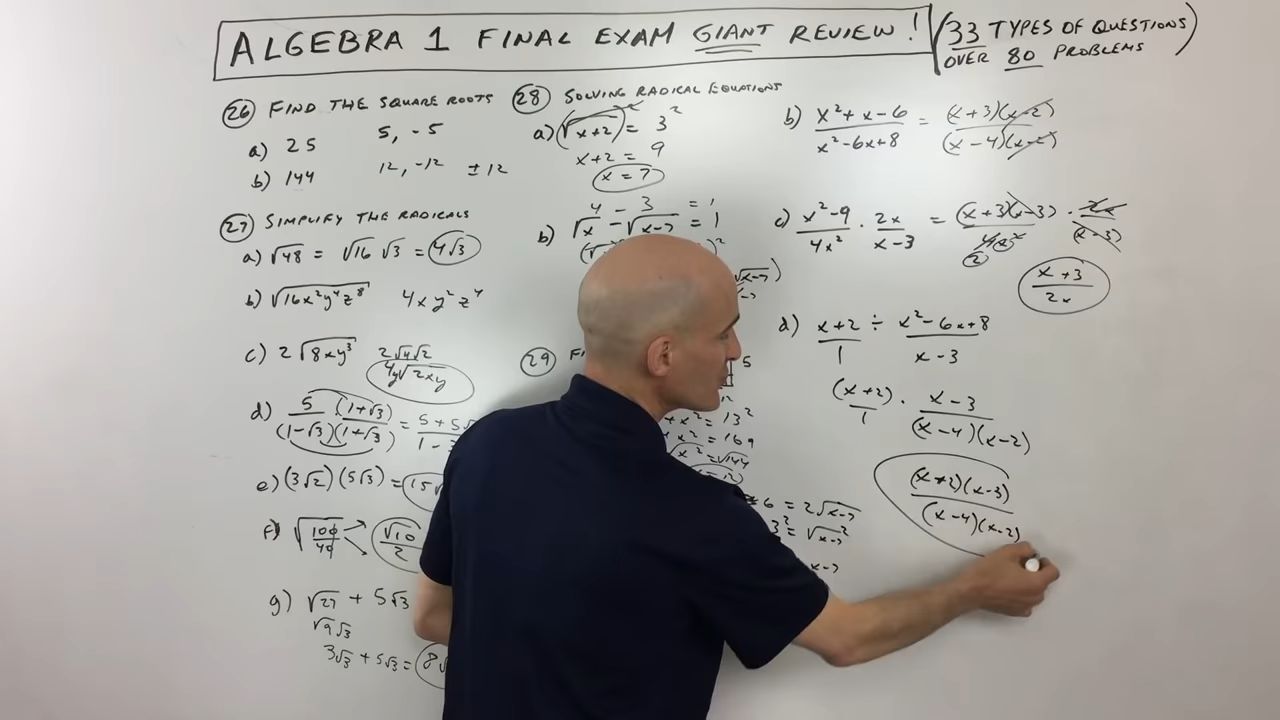 ALGEBRA 1 FINAL EXAM GIANT REVIEW! (33 TYPES OF QUESTIONS
OVER 80 PROBLEMS)
26 FIND THE SQUARE ROOTS
a) 25 5, -5
b) 144 12, -12 ±12
27 SIMPLIFY THE RADICALS
a) √48 = √16 √3 = 4√3
b) √16x²y⁴z⁸ 4xy²z⁴
c) 2√8xy³ 2√4√2
4y√2xy
d) 5/(1-√3) (1+√3)/(1+√3) = 5+5√
e) (3√2)(5√3) = 15√
f) √100/40 √10/2
g) √27 + 5√3
√9√3
3√3 + 5√3 = 8√
28 SOLVING RADICAL EQUATIONS
a) (√x+2)² = 3²
x+2 = 9
x = 7
4 - 3 = 1
b) √x - √x-7 = 1
29
5
x² = 13²
x² = 169
√x² = √144
6 = 2√x-7
3² = √x-7²
x-7
b) (x²+x-6)/(x²-6x+8) = (x+3)(x-2)/(x-4)(x-2)
c) (x²-9)/4x² · 2x/(x-3) = (x+3)(x-3)/4x² · 2x/(x-3)
2
(x+3)/2x
d) (x+2)/1 ÷ (x²-6x+8)/(x-3)
(x+2)/1 · (x-3)/(x-4)(x-2)
(x+2)(x-3)/(x-4)(x-2)